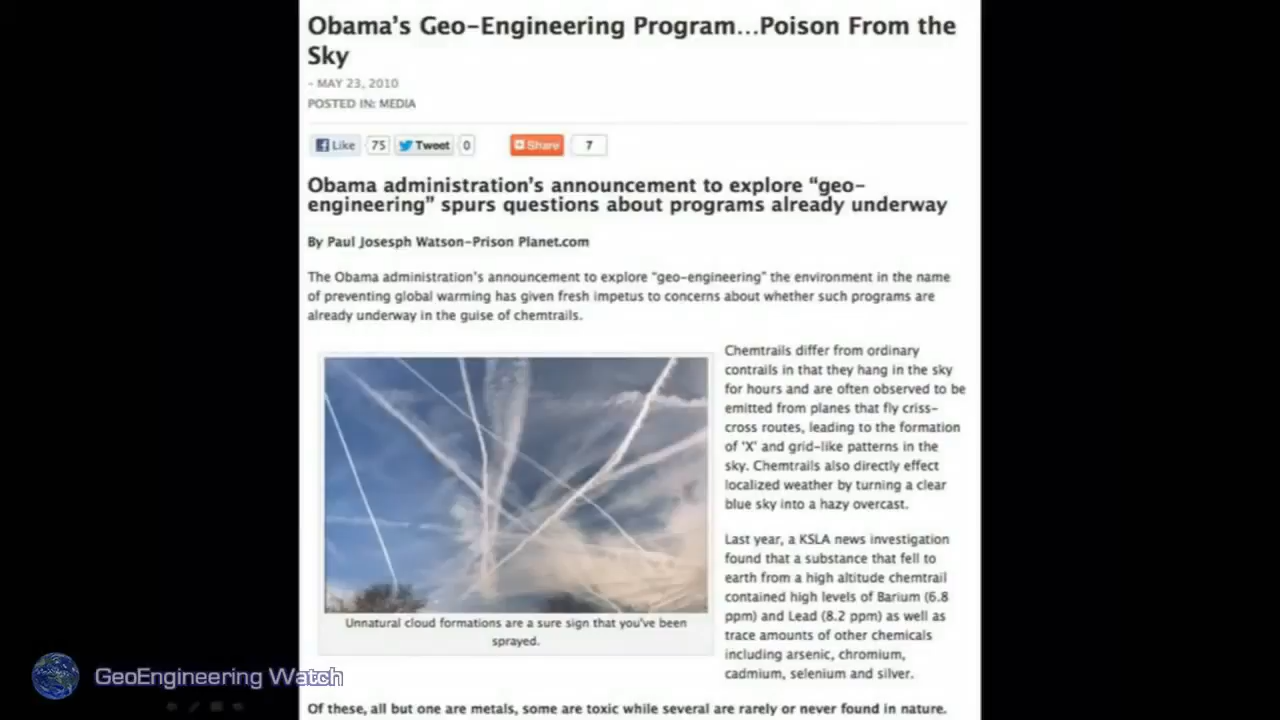 Obama's Geo-Engineering Program...Poison From the
Sky
- MAY 23, 2010
POSTED IN: MEDIA
Like 75 Tweet 0 Share 7
Obama administration's announcement to explore "geo-
engineering" spurs questions about programs already underway
By Paul Josesph Watson-Prison Planet.com
The Obama administration's announcement to explore "geo-engineering" the environment in the name
of preventing global warming has given fresh impetus to concerns about whether such programs are
already underway in the guise of chemtrails.
Chemtrails differ from ordinary
contrails in that they hang in the sky
for hours and are often observed to be
emitted from planes that fly criss-
cross routes, leading to the formation
of 'X' and grid-like patterns in the
sky. Chemtrails also directly effect
localized weather by turning a clear
blue sky into a hazy overcast.
Last year, a KSLA news investigation
found that a substance that fell to
earth from a high altitude chemtrail
contained high levels of Barium (6.8
ppm) and Lead (8.2 ppm) as well as
trace amounts of other chemicals
including arsenic, chromium,
cadmium, selenium and silver.
Unnatural cloud formations are a sure sign that you've been
sprayed.
Of these, all but one are metals, some are toxic while several are rarely or never found in nature.
GeoEngineering Watch